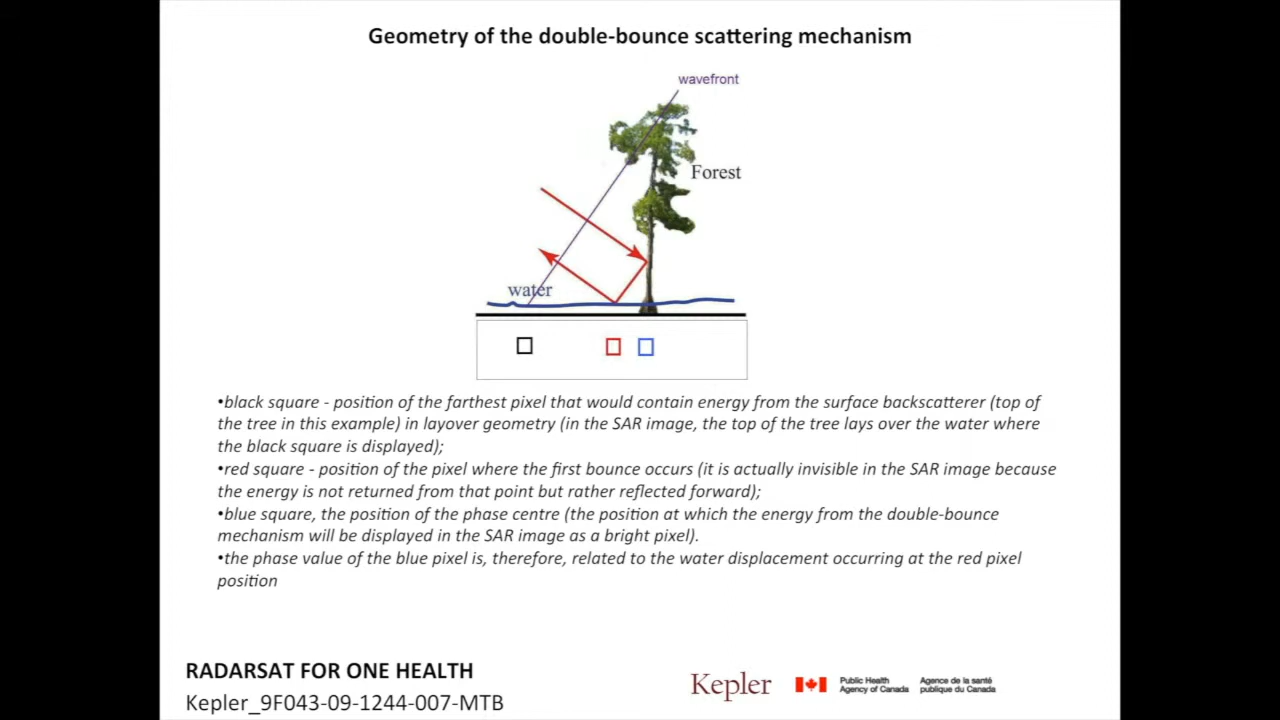 Geometry of the double-bounce scattering mechanism
wavefront
Forest
water
•black square - position of the farthest pixel that would contain energy from the surface backscatterer (top of
the tree in this example) in layover geometry (in the SAR image, the top of the tree lays over the water where
the black square is displayed);
•red square - position of the pixel where the first bounce occurs (it is actually invisible in the SAR image because
the energy is not returned from that point but rather reflected forward);
•blue square, the position of the phase centre (the position at which the energy from the double-bounce
mechanism will be displayed in the SAR image as a bright pixel).
•the phase value of the blue pixel is, therefore, related to the water displacement occurring at the red pixel
position
RADARSAT FOR ONE HEALTH
Kepler_9F043-09-1244-007-MTB
Kepler
Public Health
Agency of Canada
Agence de la santé
publique du Canada